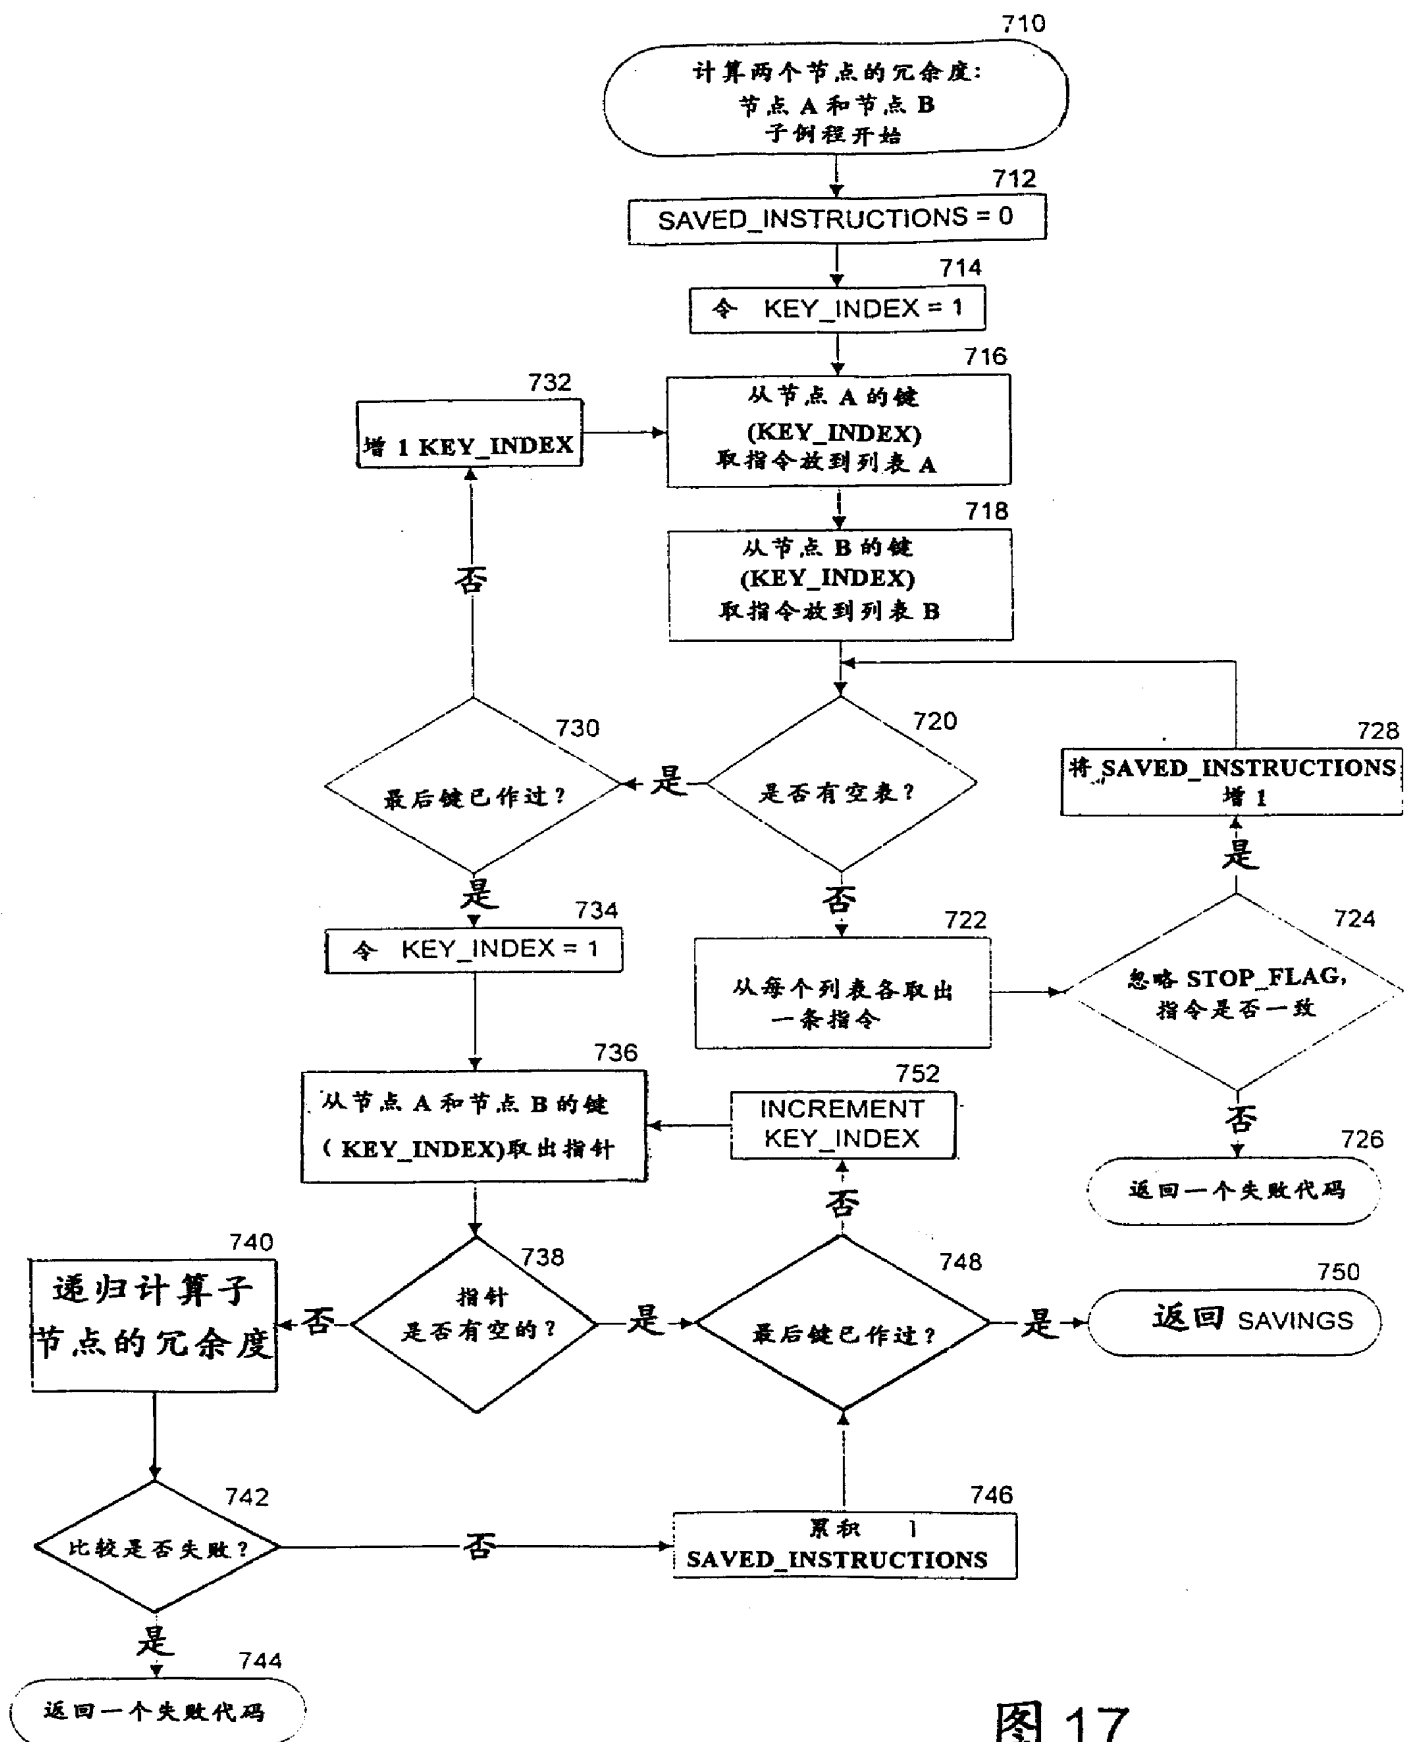 710
计算两个节点的冗余度:
节点 A 和节点 B
子例程开始
712
SAVED_INSTRUCTIONS = 0
714
令 KEY_INDEX = 1
716
从节点 A 的键
(KEY_INDEX)
取指令放到列表 A
732
增 1 KEY_INDEX
718
从节点 B 的键
(KEY_INDEX)
取指令放到列表 B
否
720
是否有空表?
730
最后键已作过?
是
728
将 SAVED_INSTRUCTIONS
增 1
是
724
忽略 STOP_FLAG,
指令是否一致
否
726
返回一个失败代码
否
722
从每个列表各取出
一条指令
是
734
令 KEY_INDEX = 1
736
从节点 A 和节点 B 的键
( KEY_INDEX)取出指针
752
INCREMENT
KEY_INDEX
否
738
指针
是否有空的?
否
是
748
最后键已作过?
是
750
返回 SAVINGS
740
递归计算子
节点的冗余度
742
比较是否失败?
否
746
累积 1
SAVED_INSTRUCTIONS
是
744
返回一个失败代码
图 17